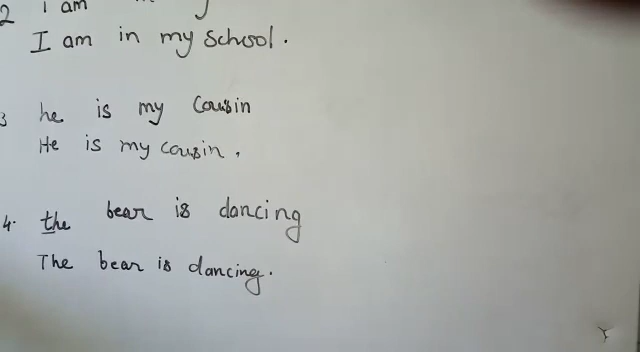 2 I am my
I am in my school.
3 he is my Cousin
He is my cousin.
4. the bear is dancing
The bear is dancing.